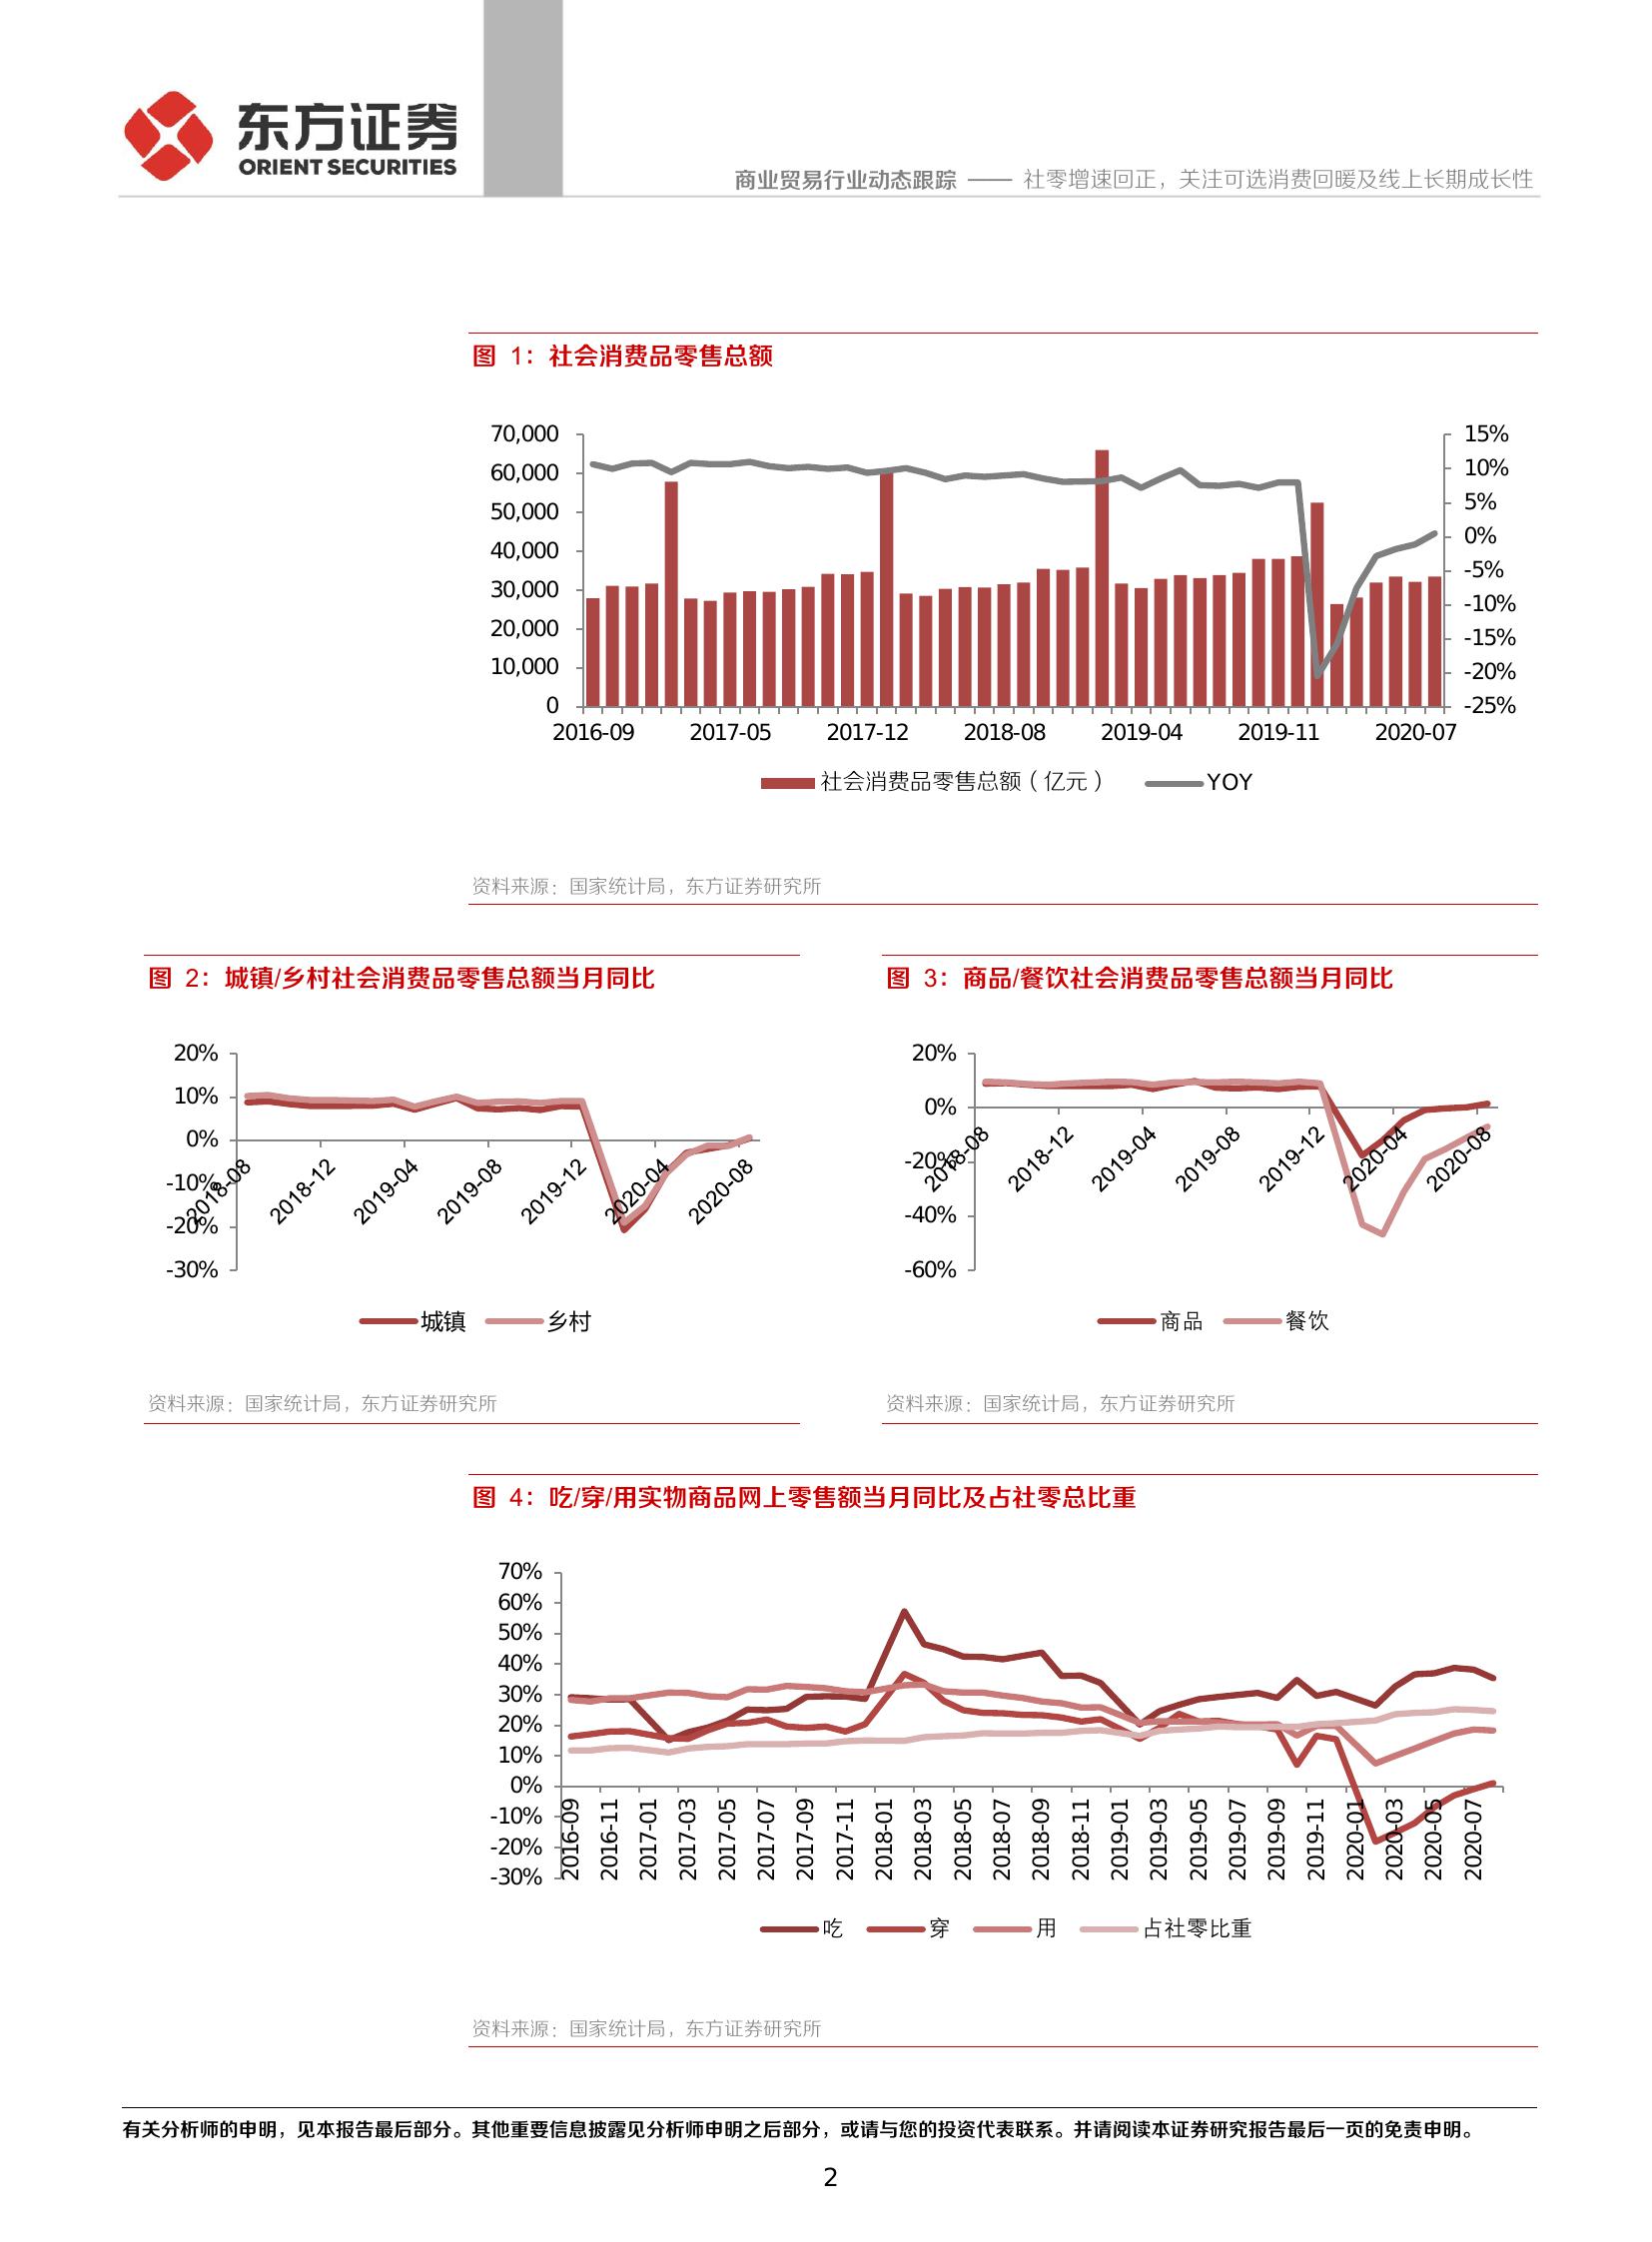 东方证券
ORIENT SECURITIES
商业贸易行业动态跟踪 —— 社零增速回正，关注可选消费回暖及线上长期成长性
图 1：社会消费品零售总额
70,000
60,000
50,000
40,000
30,000
20,000
10,000
0
15%
10%
5%
0%
-5%
-10%
-15%
-20%
-25%
2016-09 2017-05 2017-12 2018-08 2019-04 2019-11 2020-07
社会消费品零售总额（亿元） YOY
资料来源：国家统计局，东方证券研究所
图 2：城镇/乡村社会消费品零售总额当月同比
20%
10%
0%
-10%
-20%
-30%
2018-08 2018-12 2019-04 2019-08 2019-12 2020-04 2020-08
城镇 乡村
资料来源：国家统计局，东方证券研究所
图 3：商品/餐饮社会消费品零售总额当月同比
20%
0%
-20%
-40%
-60%
2018-08 2018-12 2019-04 2019-08 2019-12 2020-04 2020-08
商品 餐饮
资料来源：国家统计局，东方证券研究所
图 4：吃/穿/用实物商品网上零售额当月同比及占社零总比重
70%
60%
50%
40%
30%
20%
10%
0%
-10%
-20%
-30%
2016-09 2016-11 2017-01 2017-03 2017-05 2017-07 2017-09 2017-11 2018-01 2018-03 2018-05 2018-07 2018-09 2018-11 2019-01 2019-03 2019-05 2019-07 2019-09 2019-11 2020-01 2020-03 2020-05 2020-07
吃 穿 用 占社零比重
资料来源：国家统计局，东方证券研究所
有关分析师的申明，见本报告最后部分。其他重要信息披露见分析师申明之后部分，或请与您的投资代表联系。并请阅读本证券研究报告最后一页的免责申明。
2